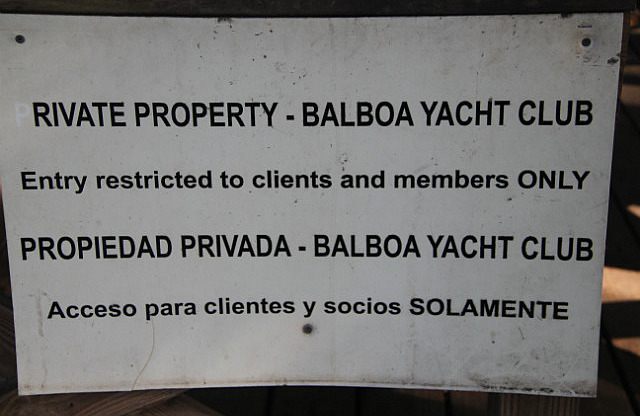 PRIVATE PROPERTY - BALBOA YACHT CLUB
Entry restricted to clients and members ONLY
PROPIEDAD PRIVADA - BALBOA YACHT CLUB
Acceso para clientes y socios SOLAMENTE